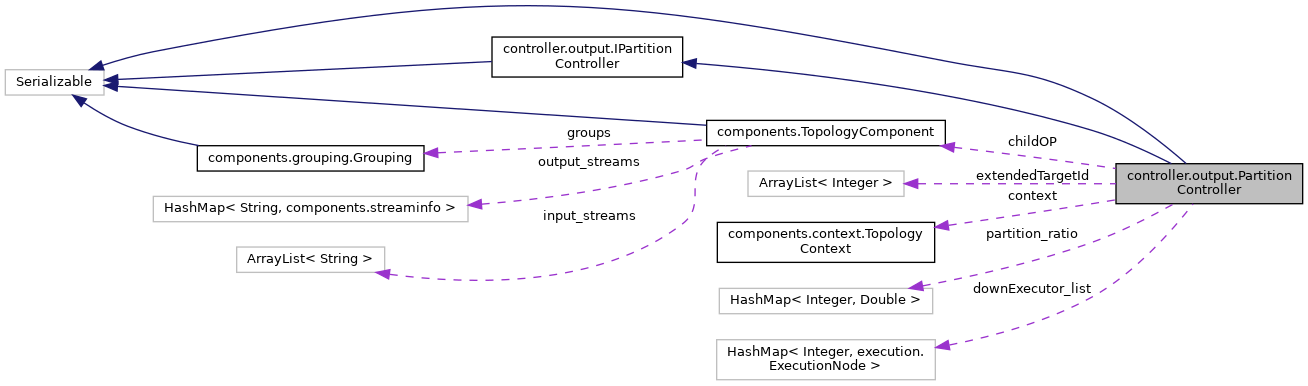 controller.output.IPartition
Controller
Serializable
components.TopologyComponent
groups
childOP
components.grouping.Grouping
output_streams
controller.output.Partition
Controller
extendedTargetId
ArrayList< Integer >
context
HashMap< String, components.streaminfo >
input_streams
components.context.Topology
Context
partition_ratio
ArrayList< String >
downExecutor_list
HashMap< Integer, Double >
HashMap< Integer, execution.
ExecutionNode >